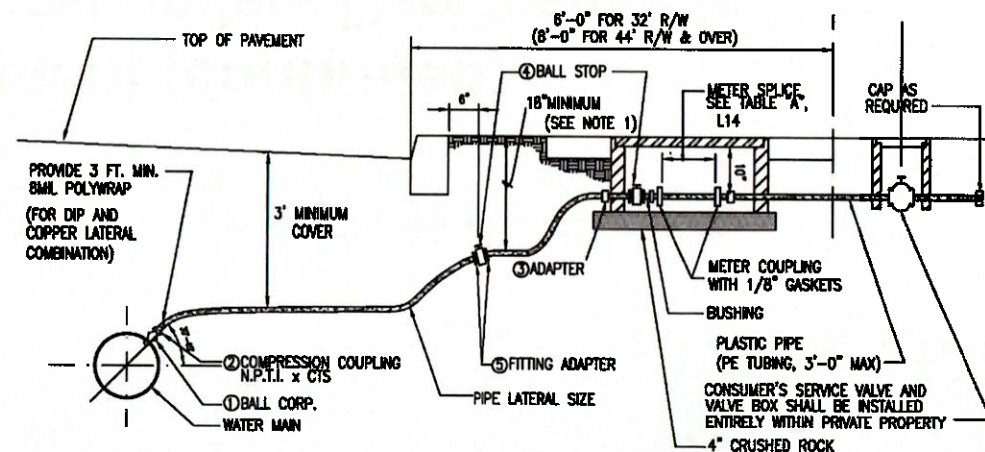 6'-0" FOR 32' R/W
(8'-0" FOR 44' R/W & OVER)
TOP OF PAVEMENT
④BALL STOP
6"
18"MINIMUM
(SEE NOTE 1)
METER SPLICE
SEE TABLE "A",
L14
CAP AS
REQUIRED
PROVIDE 3 FT. MIN.
8MIL POLYWRAP
(FOR DIP AND
COPPER LATERAL
COMBINATION)
3' MINIMUM
COVER
10"
③ADAPTER
METER COUPLING
WITH 1/8" GASKETS
BUSHING
②COMPRESSION COUPLING
N.P.T.I. x CTS
①BALL CORP.
WATER MAIN
⑤FITTING ADAPTER
PIPE LATERAL SIZE
PLASTIC PIPE
(PE TUBING, 3'-0" MAX)
CONSUMER'S SERVICE VALVE AND
VALVE BOX SHALL BE INSTALLED
ENTIRELY WITHIN PRIVATE PROPERTY
4" CRUSHED ROCK